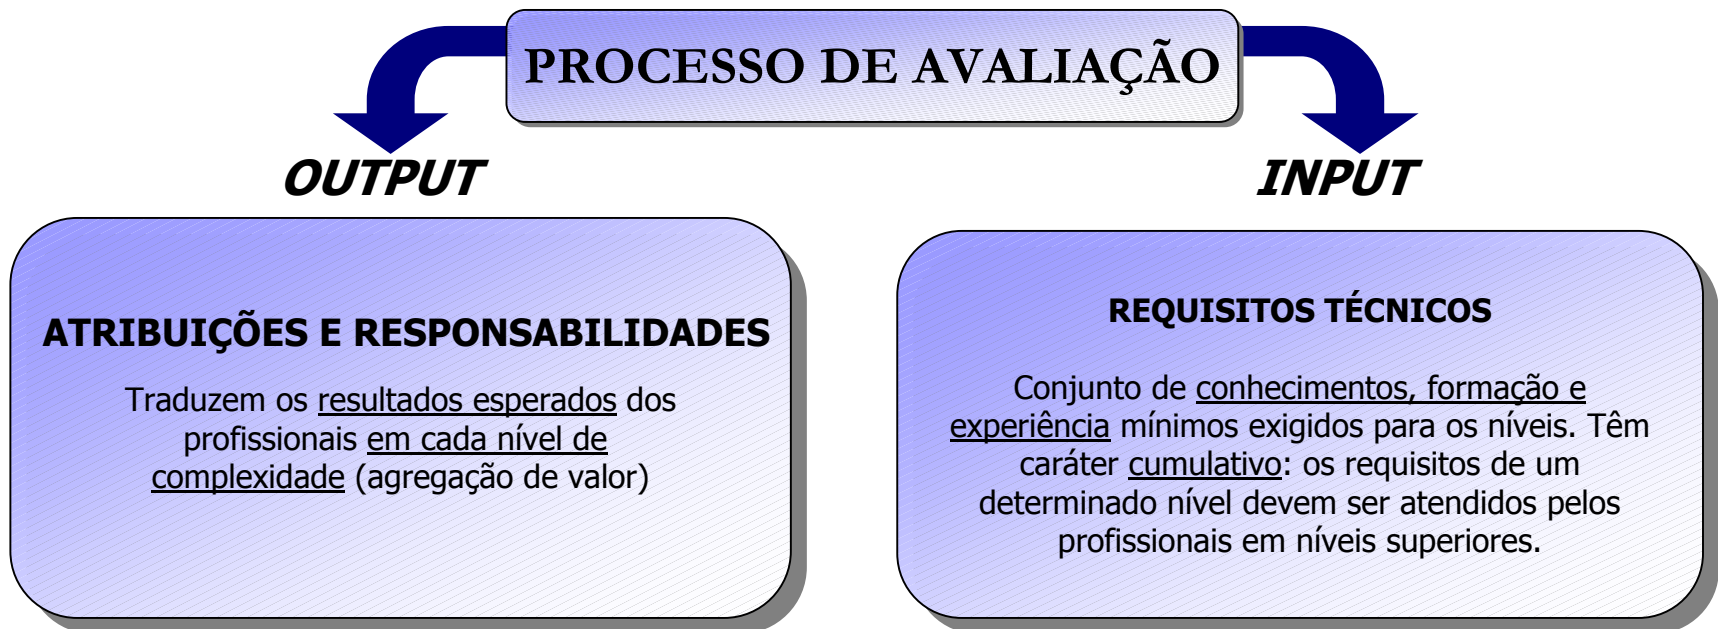 PROCESSO DE AVALIAÇÃO
OUTPUT
INPUT
ATRIBUIÇÕES E RESPONSABILIDADES
Traduzem os resultados esperados dos
profissionais em cada nível de
complexidade (agregação de valor)
REQUISITOS TÉCNICOS
Conjunto de conhecimentos, formação e
experiência mínimos exigidos para os níveis. Têm
caráter cumulativo: os requisitos de um
determinado nível devem ser atendidos pelos
profissionais em níveis superiores.